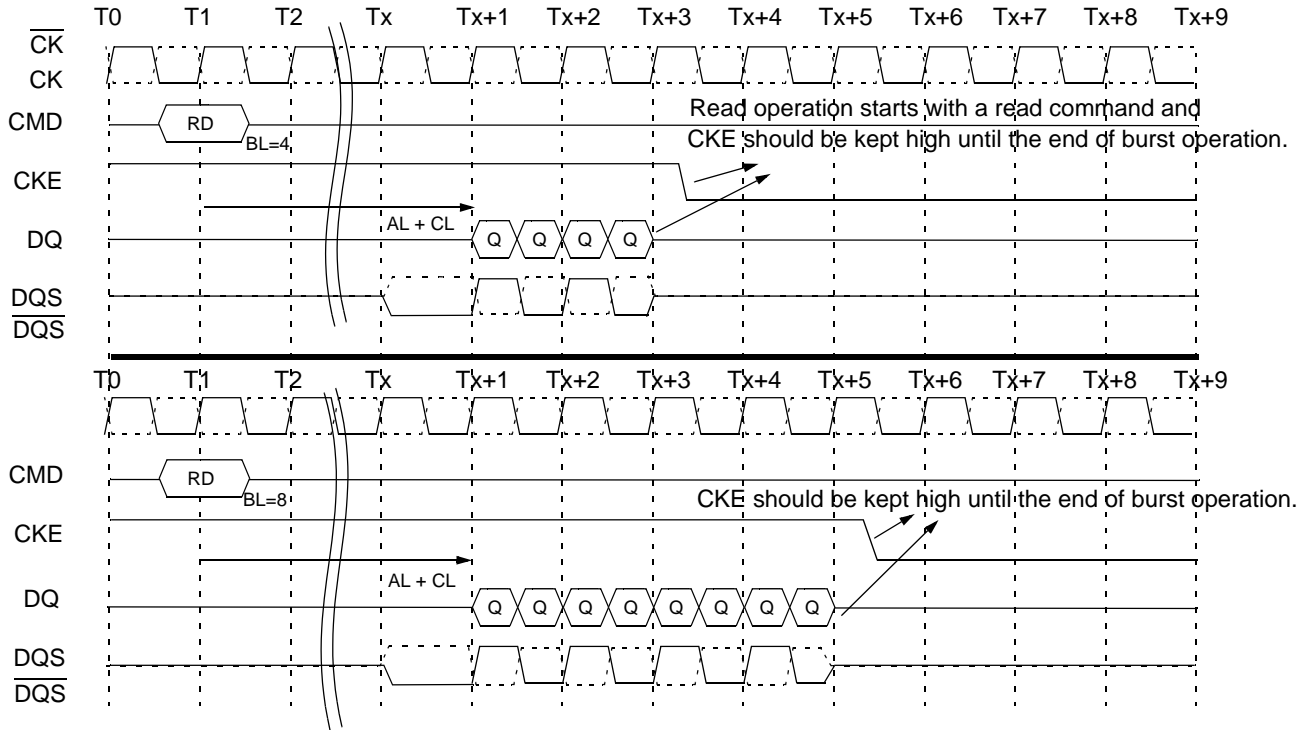 T0 T1 T2 Tx Tx+1 Tx+2 Tx+3 Tx+4 Tx+5 Tx+6 Tx+7 Tx+8 Tx+9
CK
CK
CMD RD BL=4
Read operation starts with a read command and
CKE should be kept high until the end of burst operation.
CKE
AL + CL
DQ Q Q Q Q
DQS
DQS
T0 T1 T2 Tx Tx+1 Tx+2 Tx+3 Tx+4 Tx+5 Tx+6 Tx+7 Tx+8 Tx+9
CMD RD BL=8
CKE should be kept high until the end of burst operation.
CKE
AL + CL
DQ Q Q Q Q Q Q Q Q
DQS
DQS